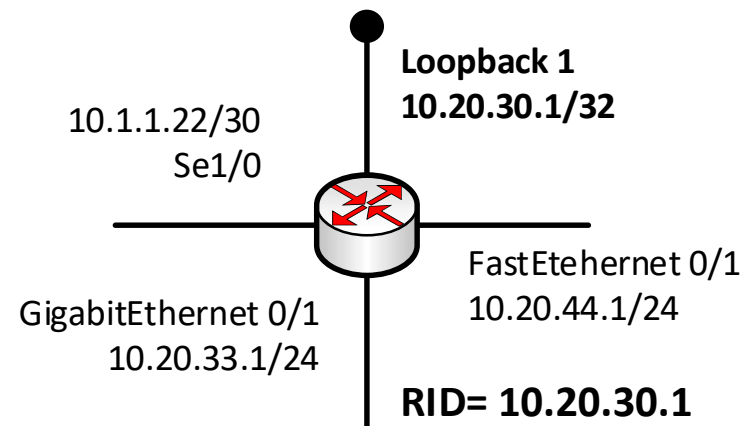 Loopback 1
10.20.30.1/32
10.1.1.22/30
Se1/0
FastEtehernet 0/1
10.20.44.1/24
GigabitEthernet 0/1
10.20.33.1/24
RID= 10.20.30.1